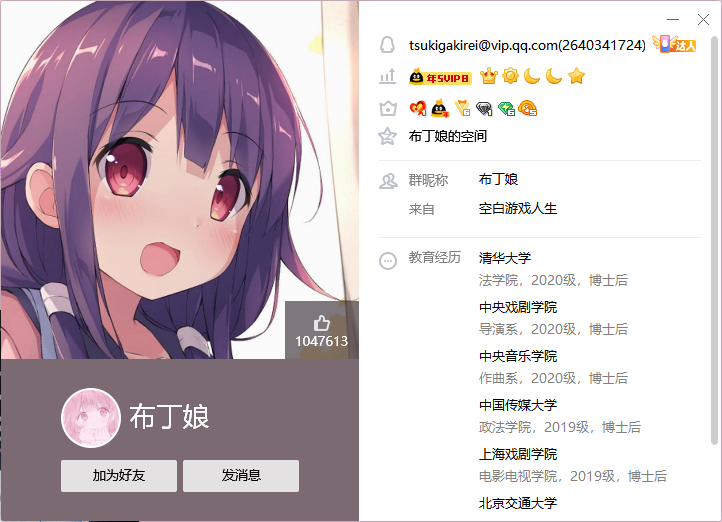 tsukigakirei@vip.qq.com(2640341724) 达人
年SVIP8
布丁娘的空间
群昵称 布丁娘
来自 空白游戏人生
教育经历 清华大学
法学院，2020级，博士后
中央戏剧学院
导演系，2020级，博士后
中央音乐学院
作曲系，2020级，博士后
中国传媒大学
政法学院，2019级，博士后
上海戏剧学院
电影电视学院，2019级，博士后
北京交通大学
1047613
布丁娘
加为好友 发消息